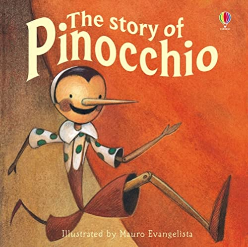 The story of
Pinocchio
Illustrated by Mauro Evangelista